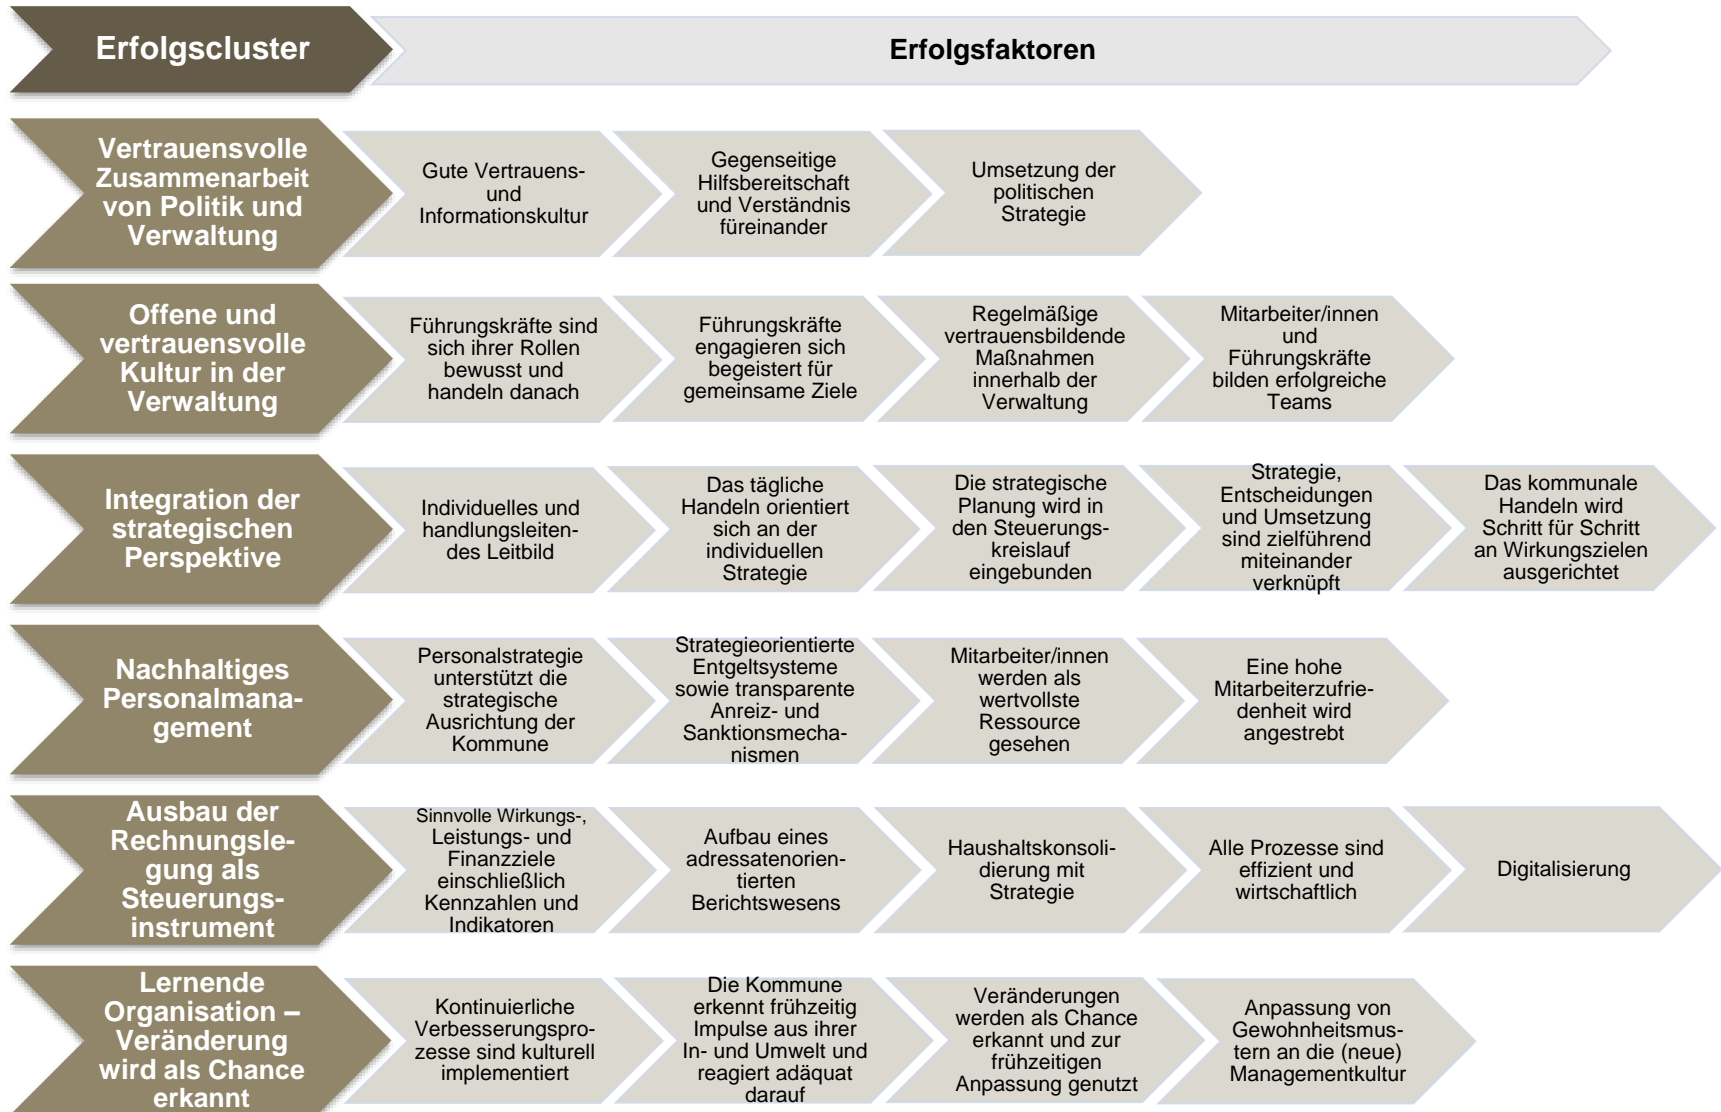 Erfolgscluster
Erfolgsfaktoren
Vertrauensvolle
Zusammenarbeit
von Politik und
Verwaltung
Gute Vertrauens-
und
Informationskultur
Gegenseitige
Hilfsbereitschaft
und Verständnis
füreinander
Umsetzung der
politischen
Strategie
Offene und
vertrauensvolle
Kultur in der
Verwaltung
Führungskräfte sind
sich ihrer Rollen
bewusst und
handeln danach
Führungskräfte
engagieren sich
begeistert für
gemeinsame Ziele
Regelmäßige
vertrauensbildende
Maßnahmen
innerhalb der
Verwaltung
Mitarbeiter/innen
und
Führungskräfte
bilden erfolgreiche
Teams
Integration der
strategischen
Perspektive
Individuelles und
handlungsleiten-
des Leitbild
Das tägliche
Handeln orientiert
sich an der
individuellen
Strategie
Die strategische
Planung wird in
den Steuerungs-
kreislauf
eingebunden
Strategie,
Entscheidungen
und Umsetzung
sind zielführend
miteinander
verknüpft
Das kommunale
Handeln wird
Schritt für Schritt
an Wirkungszielen
ausgerichtet
Nachhaltiges
Personalmana-
gement
Personalstrategie
unterstützt die
strategische
Ausrichtung der
Kommune
Strategieorientierte
Entgeltsysteme
sowie transparente
Anreiz- und
Sanktionsmecha-
nismen
Mitarbeiter/innen
werden als
wertvollste
Ressource
gesehen
Eine hohe
Mitarbeiterzufrie-
denheit wird
angestrebt
Ausbau der
Rechnungsle-
gung als
Steuerungs-
instrument
Sinnvolle Wirkungs-,
Leistungs- und
Finanzziele
einschließlich
Kennzahlen und
Indikatoren
Aufbau eines
adressatenorien-
tierten
Berichtswesens
Haushaltskonsoli-
dierung mit
Strategie
Alle Prozesse sind
effizient und
wirtschaftlich
Digitalisierung
Lernende
Organisation –
Veränderung
wird als Chance
erkannt
Kontinuierliche
Verbesserungspro-
zesse sind kulturell
implementiert
Die Kommune
erkennt frühzeitig
Impulse aus ihrer
In- und Umwelt und
reagiert adäquat
darauf
Veränderungen
werden als Chance
erkannt und zur
frühzeitigen
Anpassung genutzt
Anpassung von
Gewohnheitsmus-
tern an die (neue)
Managementkultur